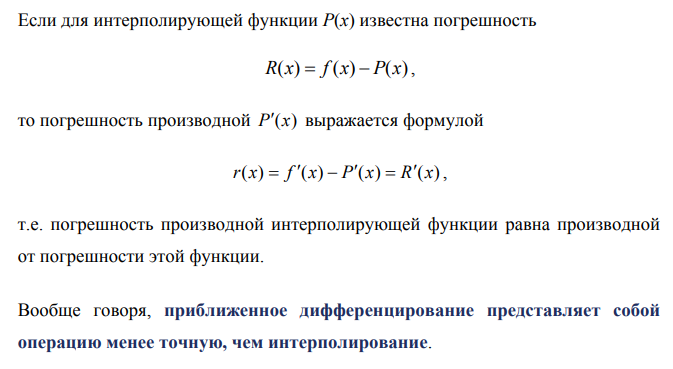 Если для интерполирующей функции P(x) известна погрешность
R(x) = f(x) − P(x),
то погрешность производной P′(x) выражается формулой
r(x) = f′(x) − P′(x) = R′(x),
т.е. погрешность производной интерполирующей функции равна производной
от погрешности этой функции.
Вообще говоря, приближенное дифференцирование представляет собой
операцию менее точную, чем интерполирование.